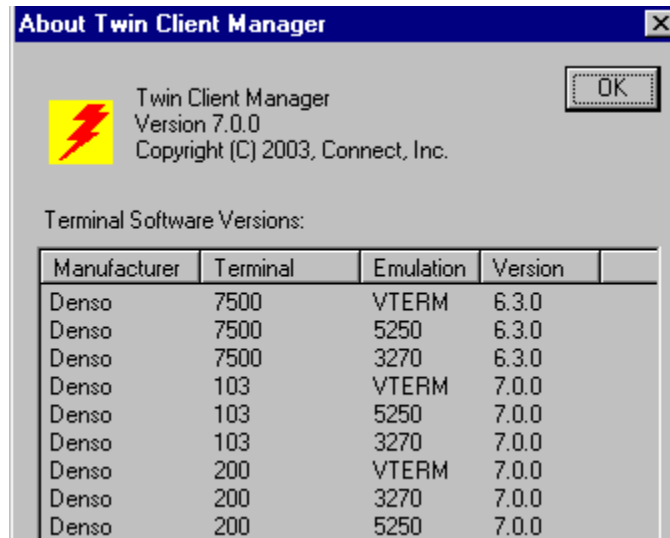 About Twin Client Manager
OK
Twin Client Manager
Version 7.0.0
Copyright (C) 2003, Connect, Inc.
Terminal Software Versions:
Manufacturer Terminal Emulation Version
Denso 7500 VTERM 6.3.0
Denso 7500 5250 6.3.0
Denso 7500 3270 6.3.0
Denso 103 VTERM 7.0.0
Denso 103 5250 7.0.0
Denso 103 3270 7.0.0
Denso 200 VTERM 7.0.0
Denso 200 3270 7.0.0
Denso 200 5250 7.0.0